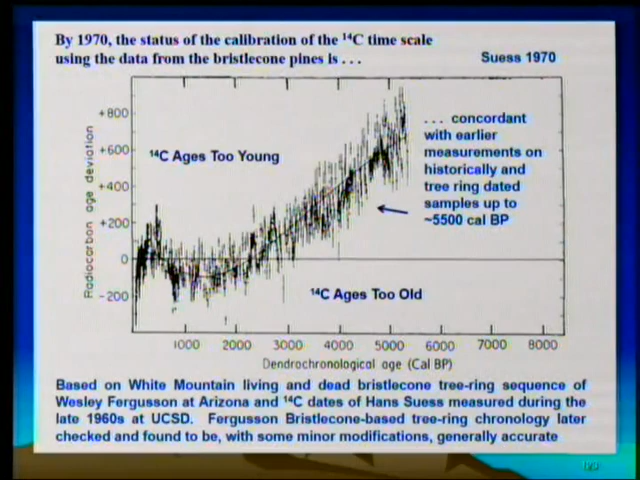 By 1970, the status of the calibration of the ¹⁴C time scale
using the data from the bristlecone pines is . . .
Suess 1970
+800
+600
+400
+200
0
-200
Radiocarbon age deviation
¹⁴C Ages Too Young
. . . concordant
with earlier
measurements on
historically and
tree ring dated
samples up to
~5500 cal BP
¹⁴C Ages Too Old
1000 2000 3000 4000 5000 6000 7000 8000
Dendrochronological age (Cal BP)
Based on White Mountain living and dead bristlecone tree-ring sequence of
Wesley Fergusson at Arizona and ¹⁴C dates of Hans Suess measured during the
late 1960s at UCSD. Fergusson Bristlecone-based tree-ring chronology later
checked and found to be, with some minor modifications, generally accurate